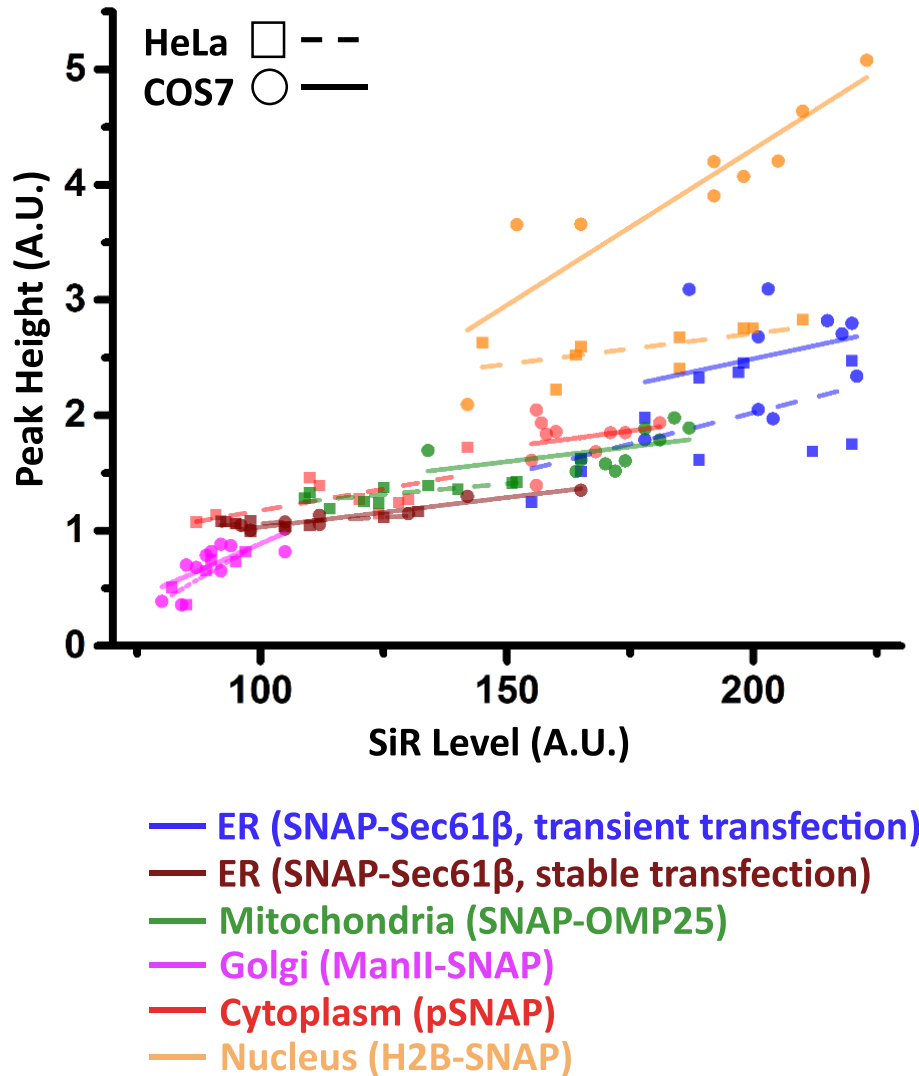 HeLa
COS7
5
4
3
2
1
0
Peak Height (A.U.)
100 150 200
SiR Level (A.U.)
ER (SNAP-Sec61β, transient transfection)
ER (SNAP-Sec61β, stable transfection)
Mitochondria (SNAP-OMP25)
Golgi (ManII-SNAP)
Cytoplasm (pSNAP)
Nucleus (H2B-SNAP)